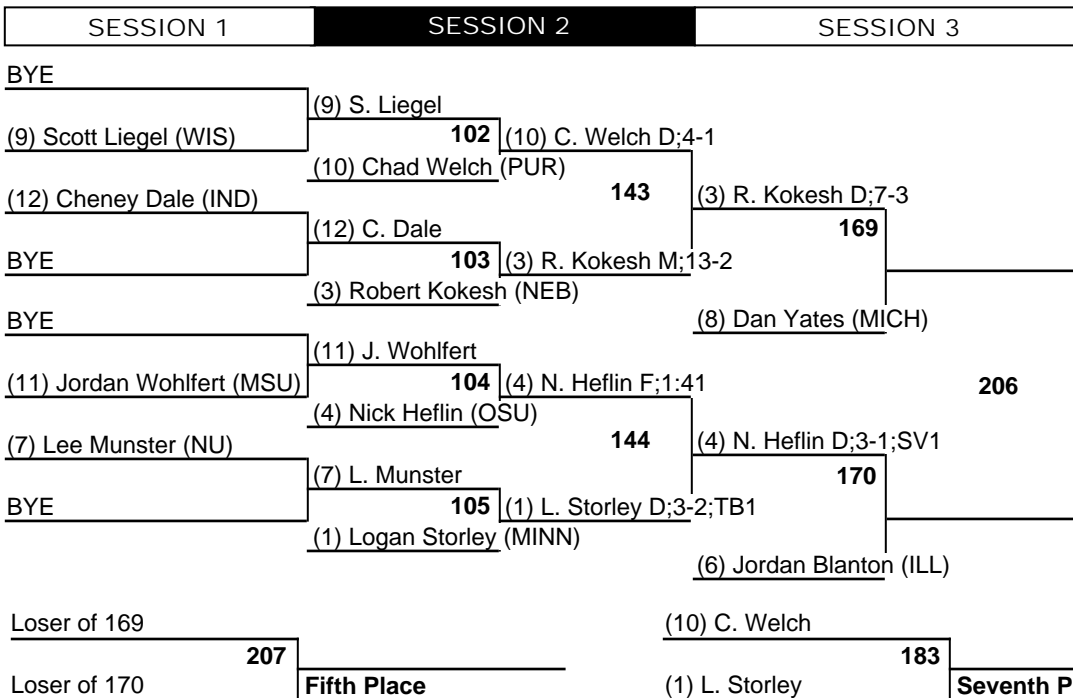 SESSION 1 SESSION 2 SESSION 3
BYE
(9) S. Liegel
(9) Scott Liegel (WIS) 102 (10) C. Welch D;4-1
(10) Chad Welch (PUR)
(12) Cheney Dale (IND) 143 (3) R. Kokesh D;7-3
(12) C. Dale 169
BYE 103 (3) R. Kokesh M;13-2
(3) Robert Kokesh (NEB)
BYE (8) Dan Yates (MICH)
(11) J. Wohlfert
(11) Jordan Wohlfert (MSU) 104 (4) N. Heflin F;1:41 206
(4) Nick Heflin (OSU)
(7) Lee Munster (NU) 144 (4) N. Heflin D;3-1;SV1
(7) L. Munster 170
BYE 105 (1) L. Storley D;3-2;TB1
(1) Logan Storley (MINN)
(6) Jordan Blanton (ILL)
Loser of 169 (10) C. Welch
207 183
Loser of 170 Fifth Place (1) L. Storley Seventh P